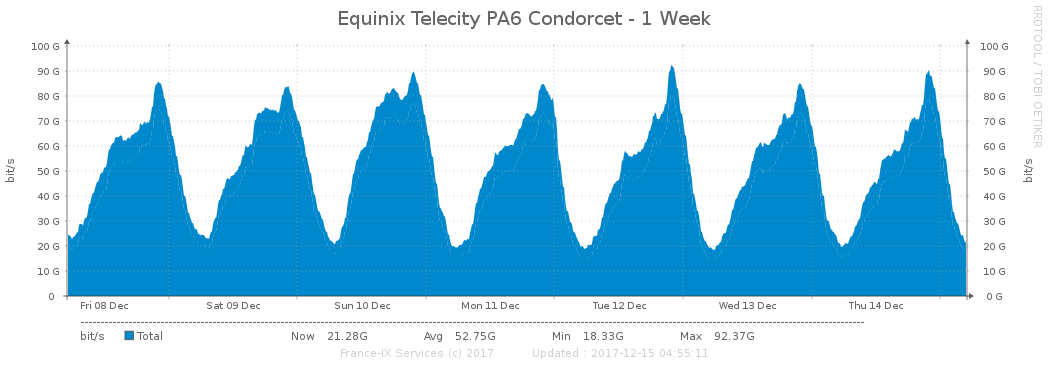 Equinix Telecity PA6 Condorcet - 1 Week
RRDTOOL / TOBI OETIKER
bit/s
100 G
90 G
80 G
70 G
60 G
50 G
40 G
30 G
20 G
10 G
0
100 G
90 G
80 G
70 G
60 G
50 G
40 G
30 G
20 G
10 G
0 G
bit/s
Fri 08 Dec Sat 09 Dec Sun 10 Dec Mon 11 Dec Tue 12 Dec Wed 13 Dec Thu 14 Dec
bit/s Total Now 21.28G Avg 52.75G Min 18.33G Max 92.37G
France-IX Services (c) 2017 Updated : 2017-12-15 04:55:11